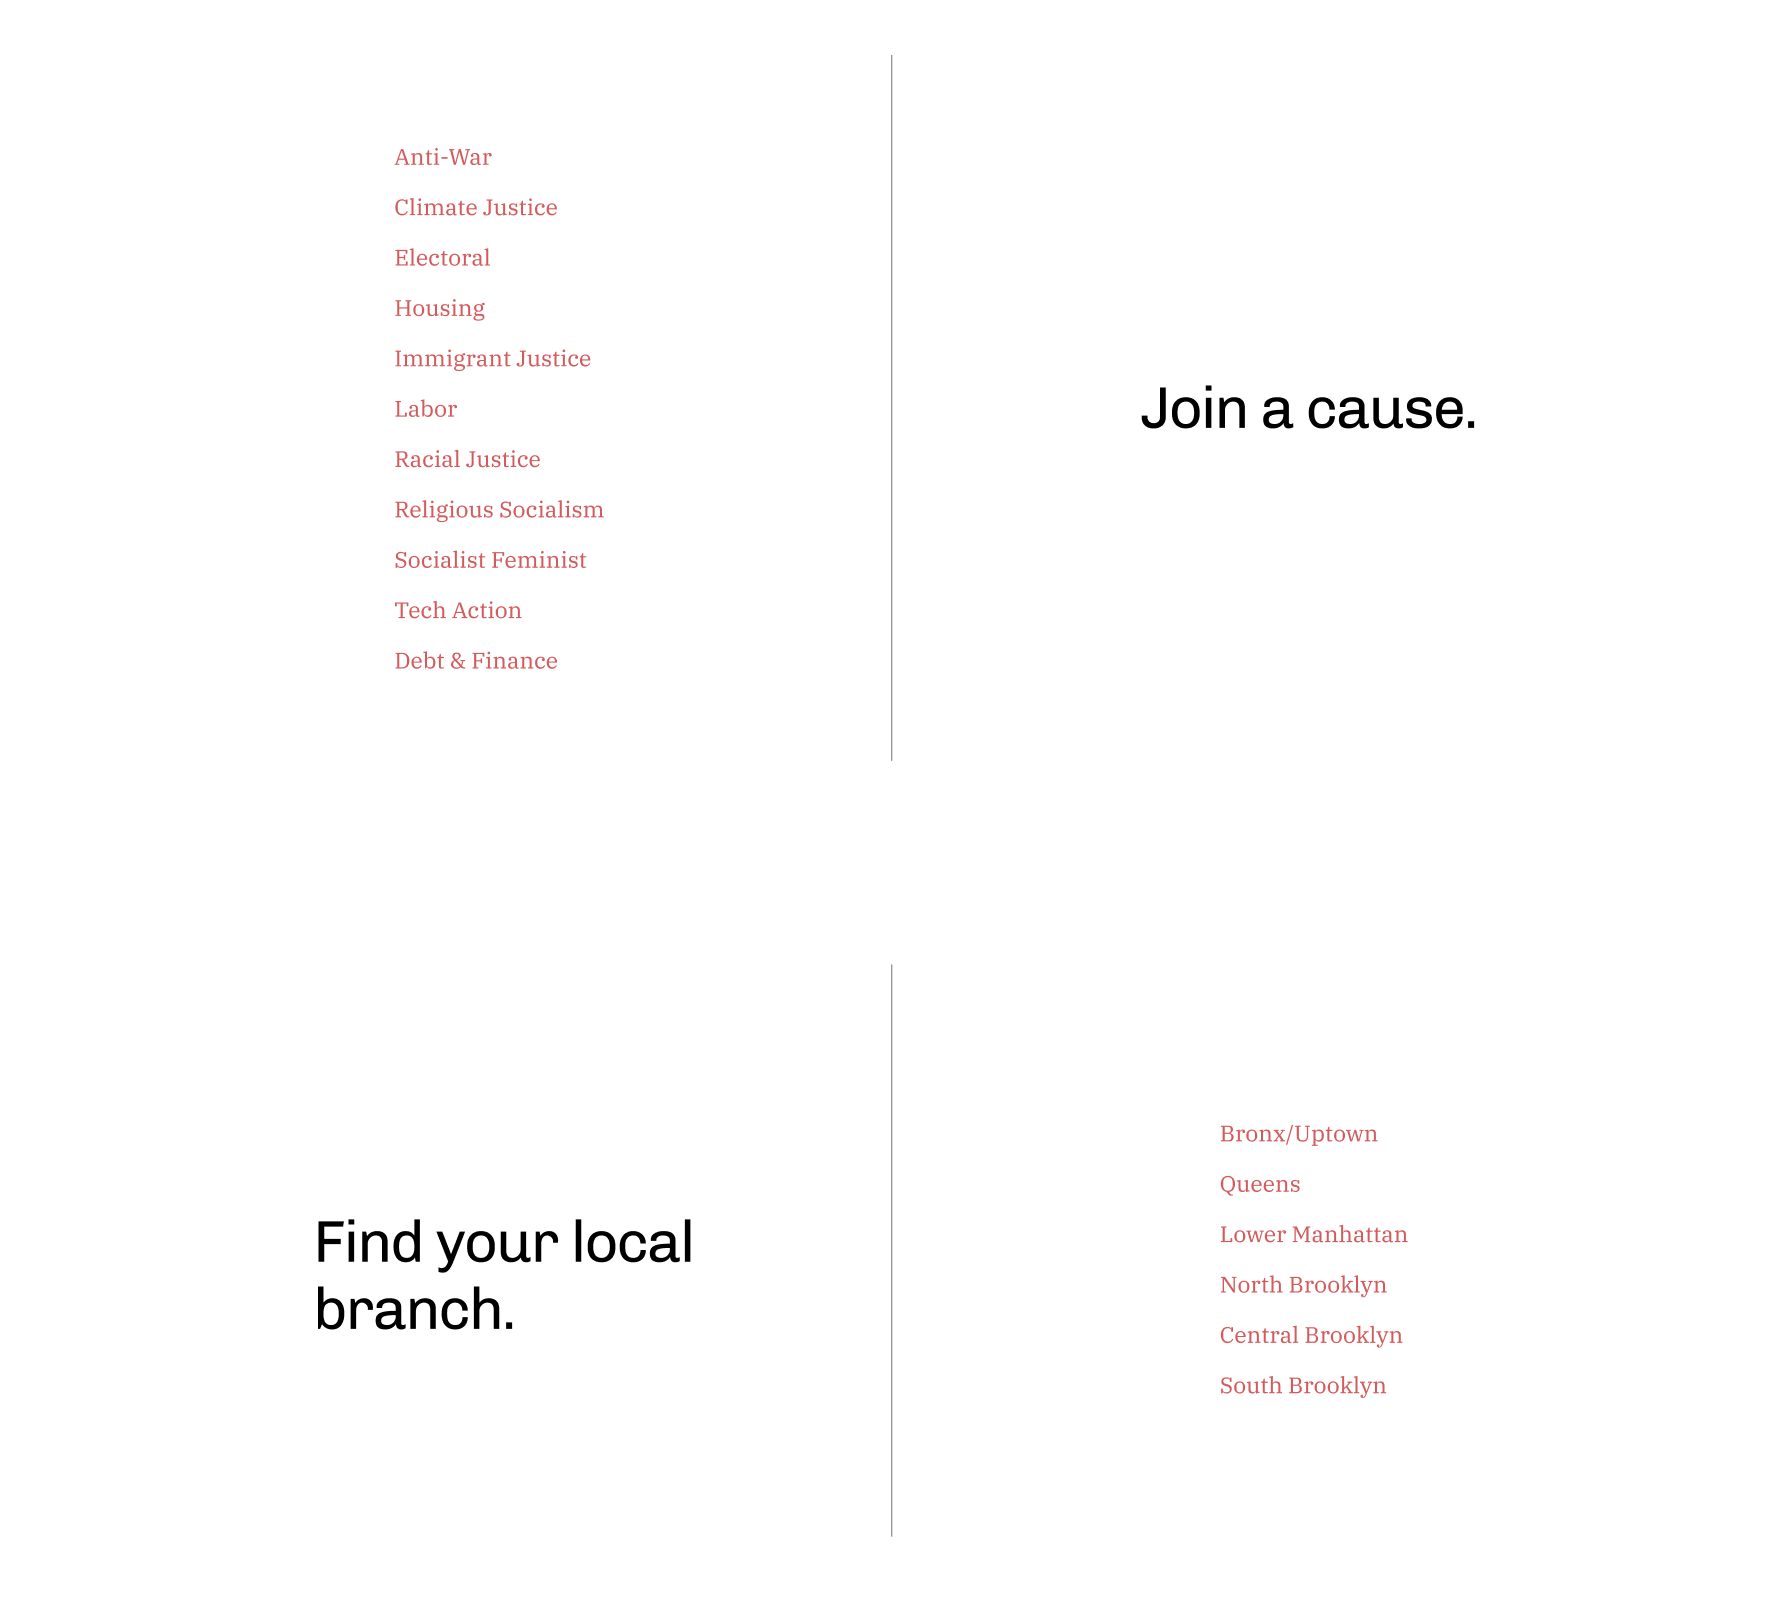 Anti-War
Climate Justice
Electoral
Housing
Immigrant Justice
Labor
Racial Justice
Religious Socialism
Socialist Feminist
Tech Action
Debt & Finance
Join a cause.
Find your local
branch.
Bronx/Uptown
Queens
Lower Manhattan
North Brooklyn
Central Brooklyn
South Brooklyn